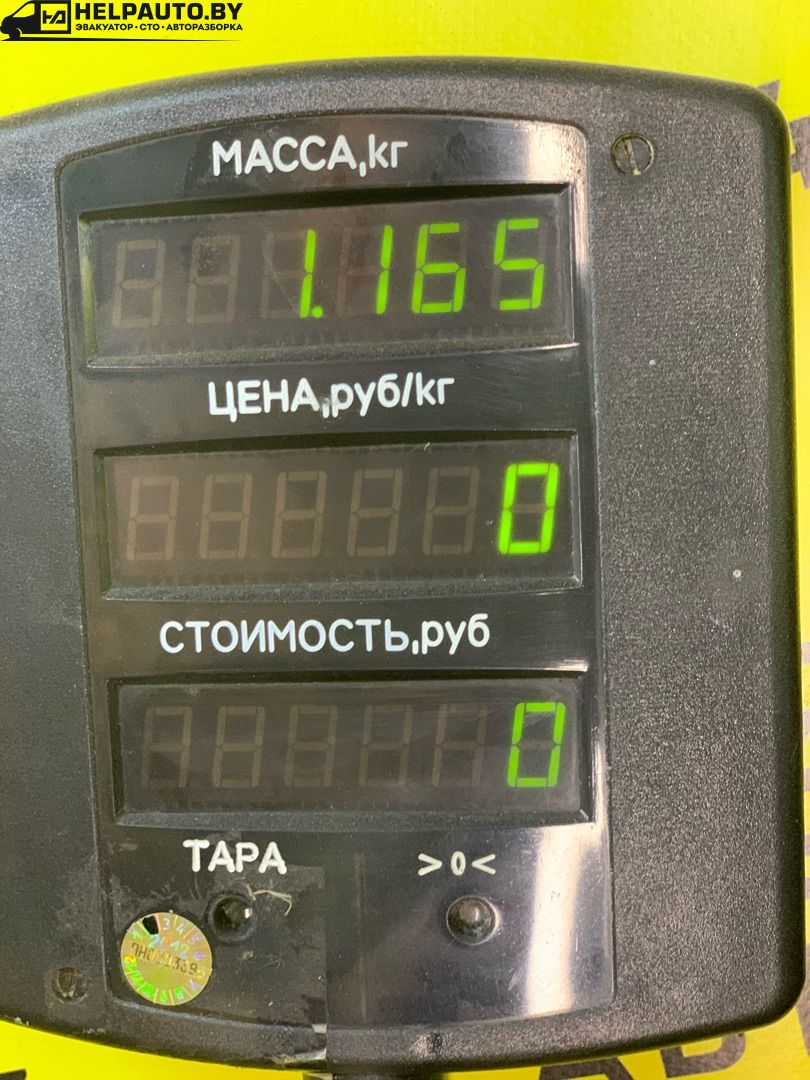 HELPAUTO.BY
ЭВАКУАТОР · СТО · АВТОРАЗБОРКА
МАССА,кг
1.165
ЦЕНА,руб/кг
0
СТОИМОСТЬ,руб
0
ТАРА >0<